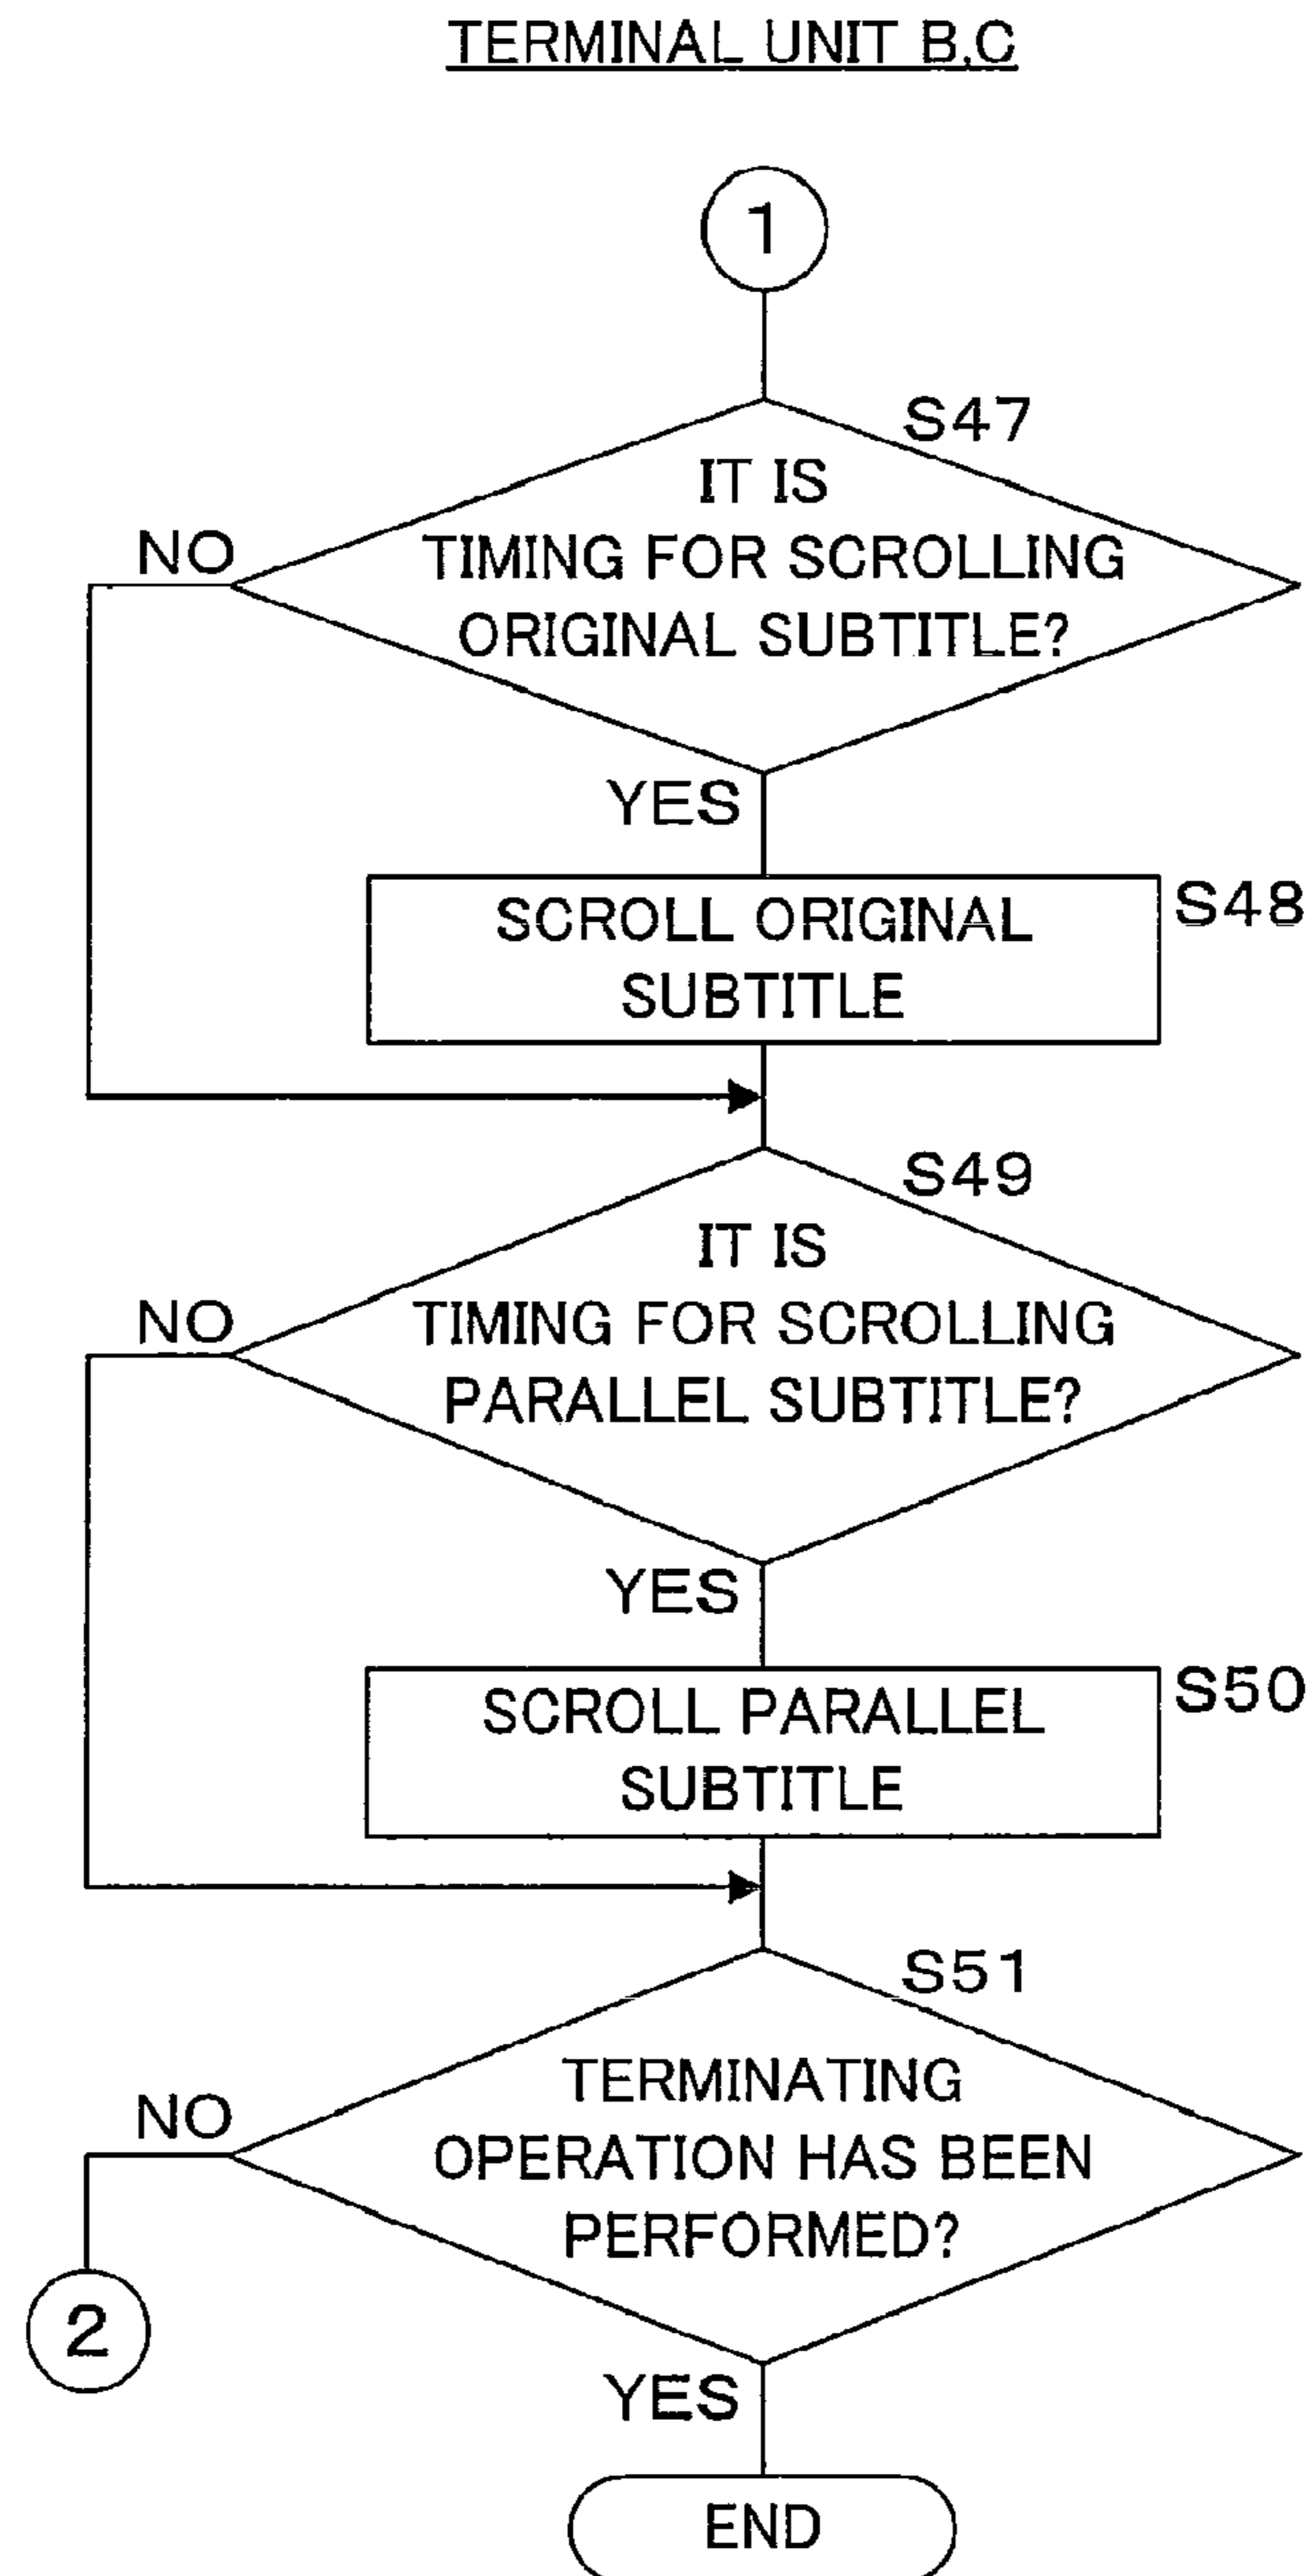 TERMINAL UNIT B,C
1
S47
IT IS
TIMING FOR SCROLLING
ORIGINAL SUBTITLE?
NO
YES
SCROLL ORIGINAL
SUBTITLE
S48
S49
IT IS
TIMING FOR SCROLLING
PARALLEL SUBTITLE?
NO
YES
SCROLL PARALLEL
SUBTITLE
S50
S51
TERMINATING
OPERATION HAS BEEN
PERFORMED?
NO
2
YES
END